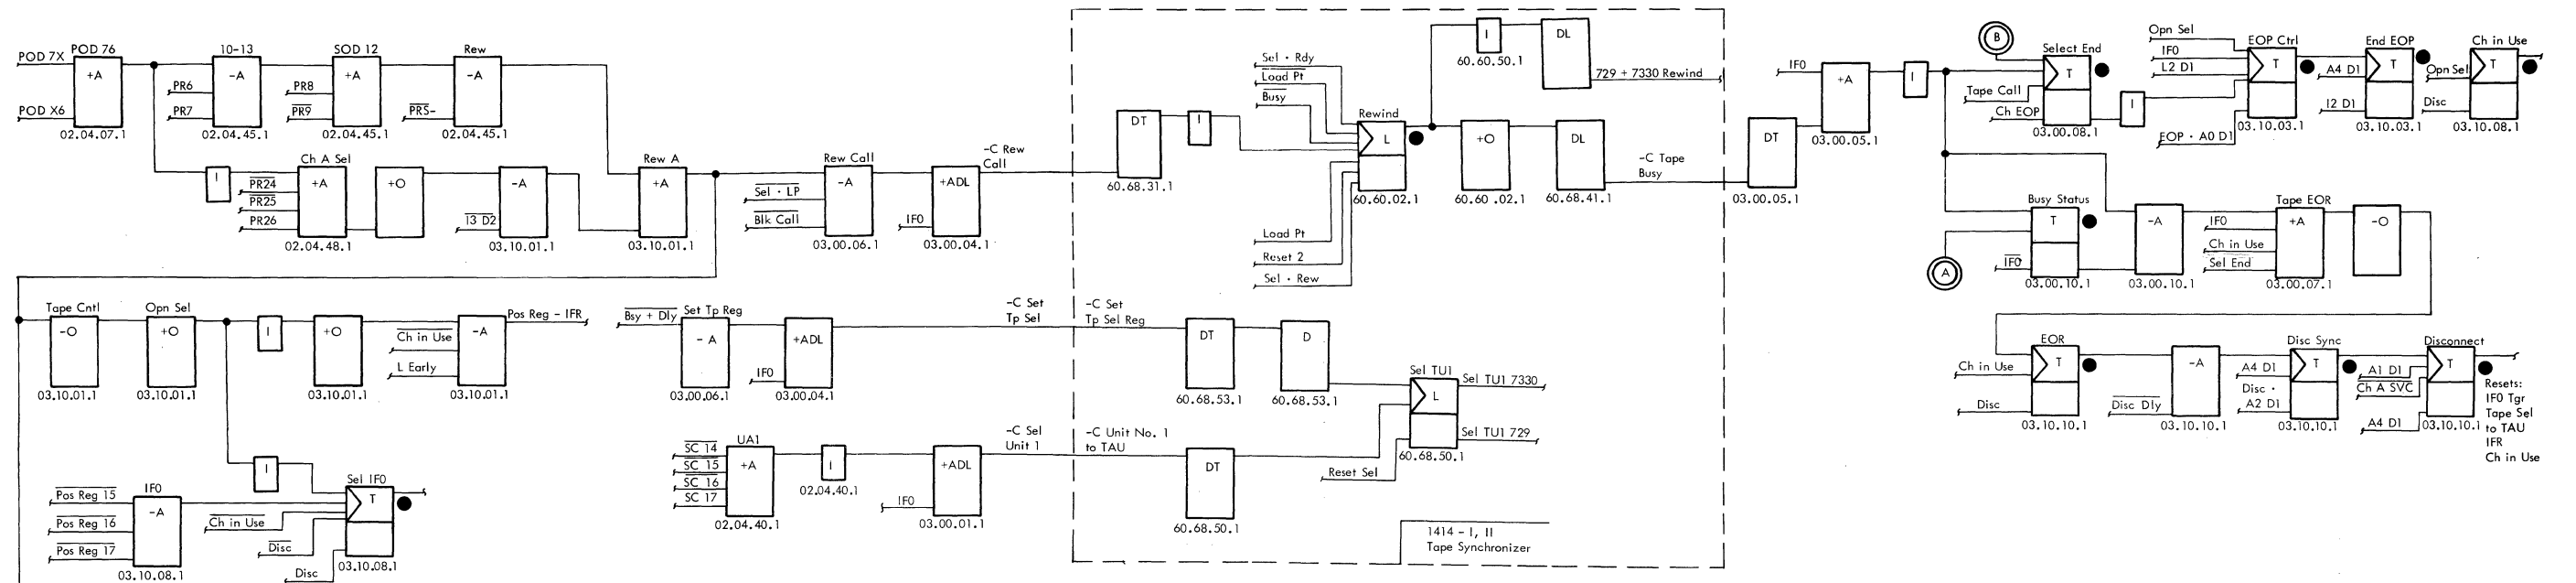 POD 7X
POD 76
+A
POD X6
02.04.07.1
10-13
-A
PR6
PR7
02.04.45.1
SOD 12
+A
PR8
PR9
02.04.45.1
Rew
-A
PRS-
02.04.45.1
I
Ch A Sel
+A
PR24
PR25
PR26
02.04.48.1
+O
-A
I3 D2
03.10.01.1
Rew A
+A
03.10.01.1
Rew Call
-A
Sel · LP
Blk Call
03.00.06.1
+ADL
IF0
03.00.04.1
-C Rew
Call
DT
60.68.31.1
I
Sel · Rdy
Load Pt
Busy
Rewind
L
60.60.02.1
Load Pt
Reset 2
Sel · Rew
I
60.60.50.1
DL
729 + 7330 Rewind
+O
60.60 .02.1
DL
60.68.41.1
-C Tape
Busy
DT
03.00.05.1
IF0
+A
03.00.05.1
I
B
Select End
T
Tape Call
Ch EOP
03.00.08.1
I
Opn Sel
IF0
L2 D1
EOP Ctrl
T
EOP · A0 D1
03.10.03.1
End EOP
T
A4 D1
I2 D1
03.10.03.1
Ch in Use
T
Opn Sel
Disc
03.10.08.1
Busy Status
T
A
IF0
03.00.10.1
-A
03.00.10.1
Tape EOR
+A
IF0
Ch in Use
Sel End
03.00.07.1
-O
Tape Cntl
-O
03.10.01.1
Opn Sel
+O
03.10.01.1
I
+O
03.10.01.1
Ch in Use
L Early
-A
03.10.01.1
Pos Reg - IFR
Bsy + Dly
Set Tp Reg
- A
03.00.06.1
+ADL
IF0
03.00.04.1
-C Set
Tp Sel
-C Set
Tp Sel Reg
DT
60.68.53.1
D
60.68.53.1
Sel TU1
L
Sel TU1 7330
Sel TU1 729
60.68.50.1
Reset Sel
EOR
T
Ch in Use
Disc
03.10.10.1
-A
Disc Dly
03.10.10.1
Disc Sync
T
A4 D1
Disc ·
A2 D1
03.10.10.1
Disconnect
T
A1 D1
Ch A SVC
A4 D1
03.10.10.1
Resets:
IF0 Tgr
Tape Sel
to TAU
IFR
Ch in Use
I
Sel IF0
T
Pos Reg 15
Pos Reg 16
Pos Reg 17
IF0
-A
03.10.08.1
Ch in Use
Disc
Disc
03.10.08.1
SC 14
SC 15
SC 16
SC 17
UA1
+A
02.04.40.1
I
02.04.40.1
+ADL
IF0
03.00.01.1
-C Sel
Unit 1
-C Unit No. 1
to TAU
DT
60.68.50.1
1414 - I, II
Tape Synchronizer